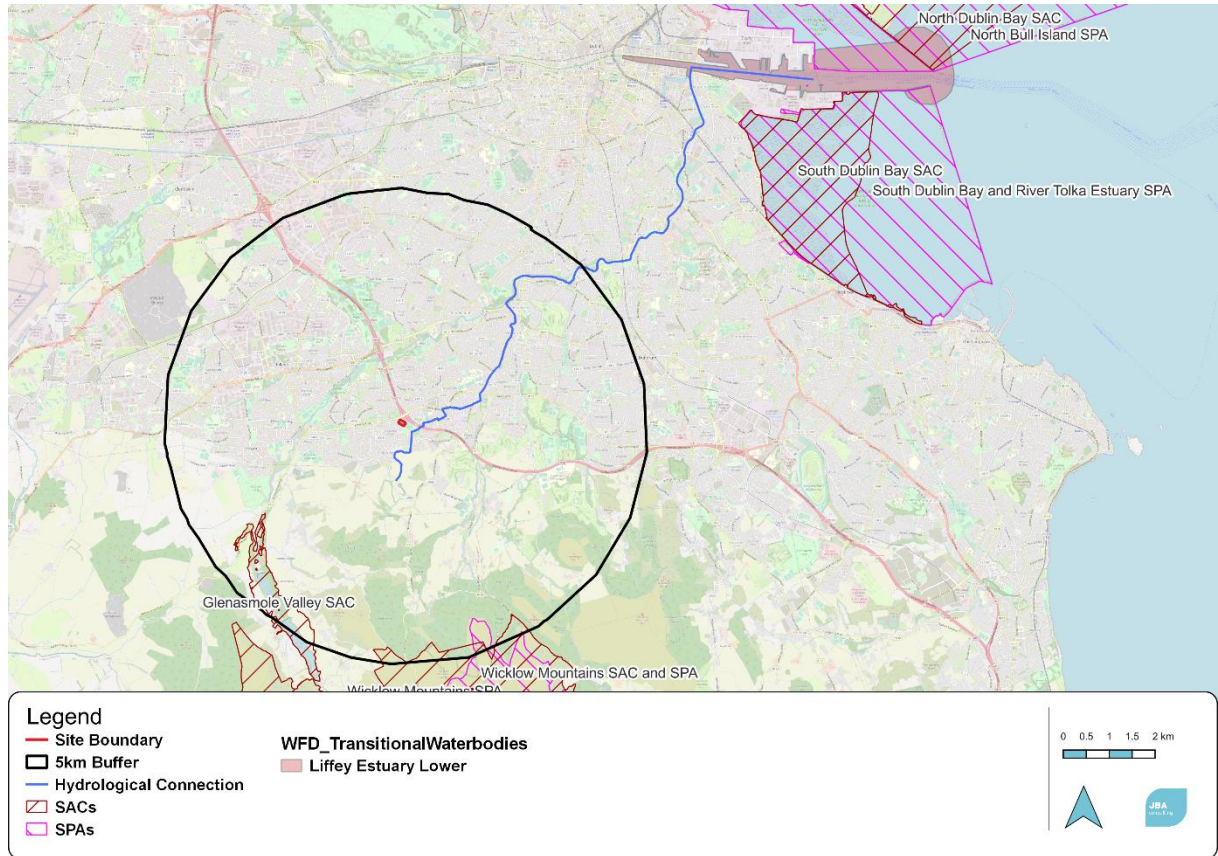 North Dublin Bay SAC
North Bull Island SPA
South Dublin Bay SAC
South Dublin Bay and River Tolka Estuary SPA
Glenasmole Valley SAC
Wicklow Mountains SAC and SPA
Wicklow Mountains SPA
Legend
Site Boundary
5km Buffer
Hydrological Connection
SACs
SPAs
WFD_TransitionalWaterbodies
Liffey Estuary Lower
0 0.5 1 1.5 2 km
JBA
consulting